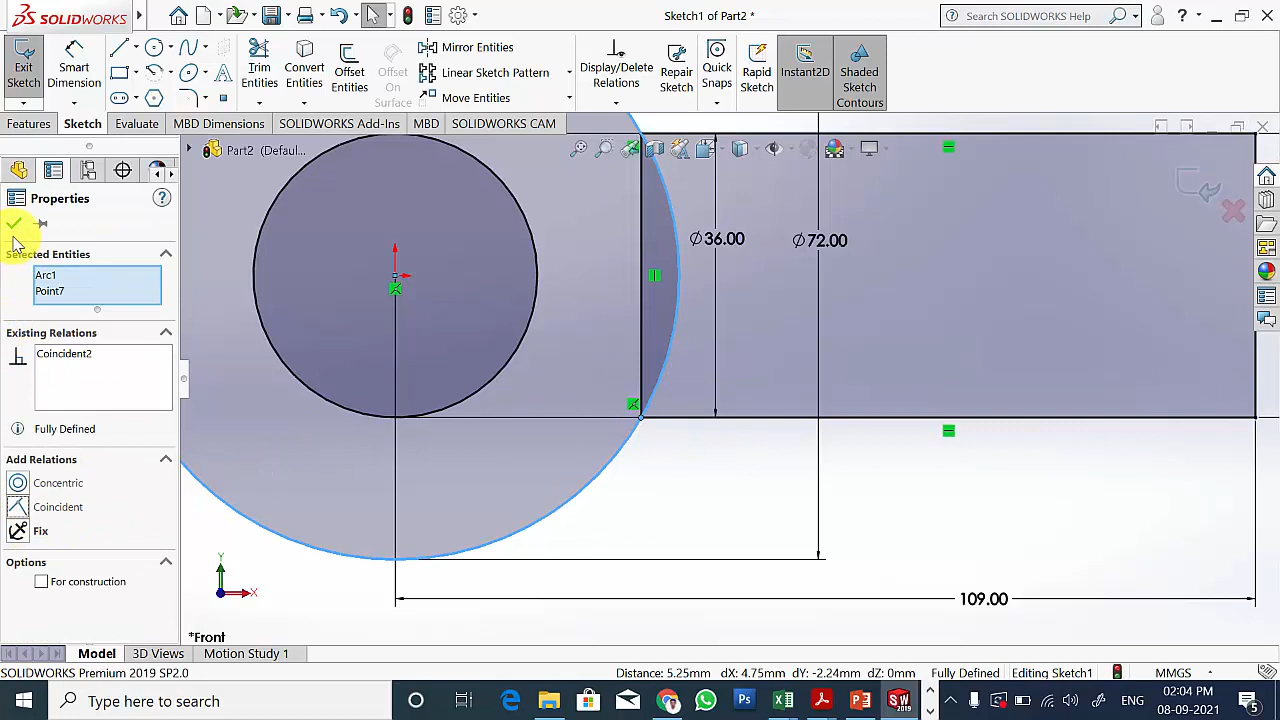 SOLIDWORKS
Sketch1 of Part2 *
Search SOLIDWORKS Help
Exit Sketch
Smart Dimension
Trim Entities
Convert Entities
Offset Entities
Offset On Surface
Mirror Entities
Linear Sketch Pattern
Move Entities
Display/Delete Relations
Repair Sketch
Quick Snaps
Rapid Sketch
Instant2D
Shaded Sketch Contours
Features
Sketch
Evaluate
MBD Dimensions
SOLIDWORKS Add-Ins
MBD
SOLIDWORKS CAM
Part2 (Defaul...
Properties
Selected Entities
Arc1
Point7
Existing Relations
Coincident2
Fully Defined
Add Relations
Concentric
Coincident
Fix
Options
For construction
∅36.00
∅72.00
109.00
Y
X
*Front
Model
3D Views
Motion Study 1
SOLIDWORKS Premium 2019 SP2.0
Distance: 5.25mm dX: 4.75mm dY: -2.24mm dZ: 0mm
Fully Defined
Editing Sketch1
MMGS
Type here to search
ENG
02:04 PM
08-09-2021
5